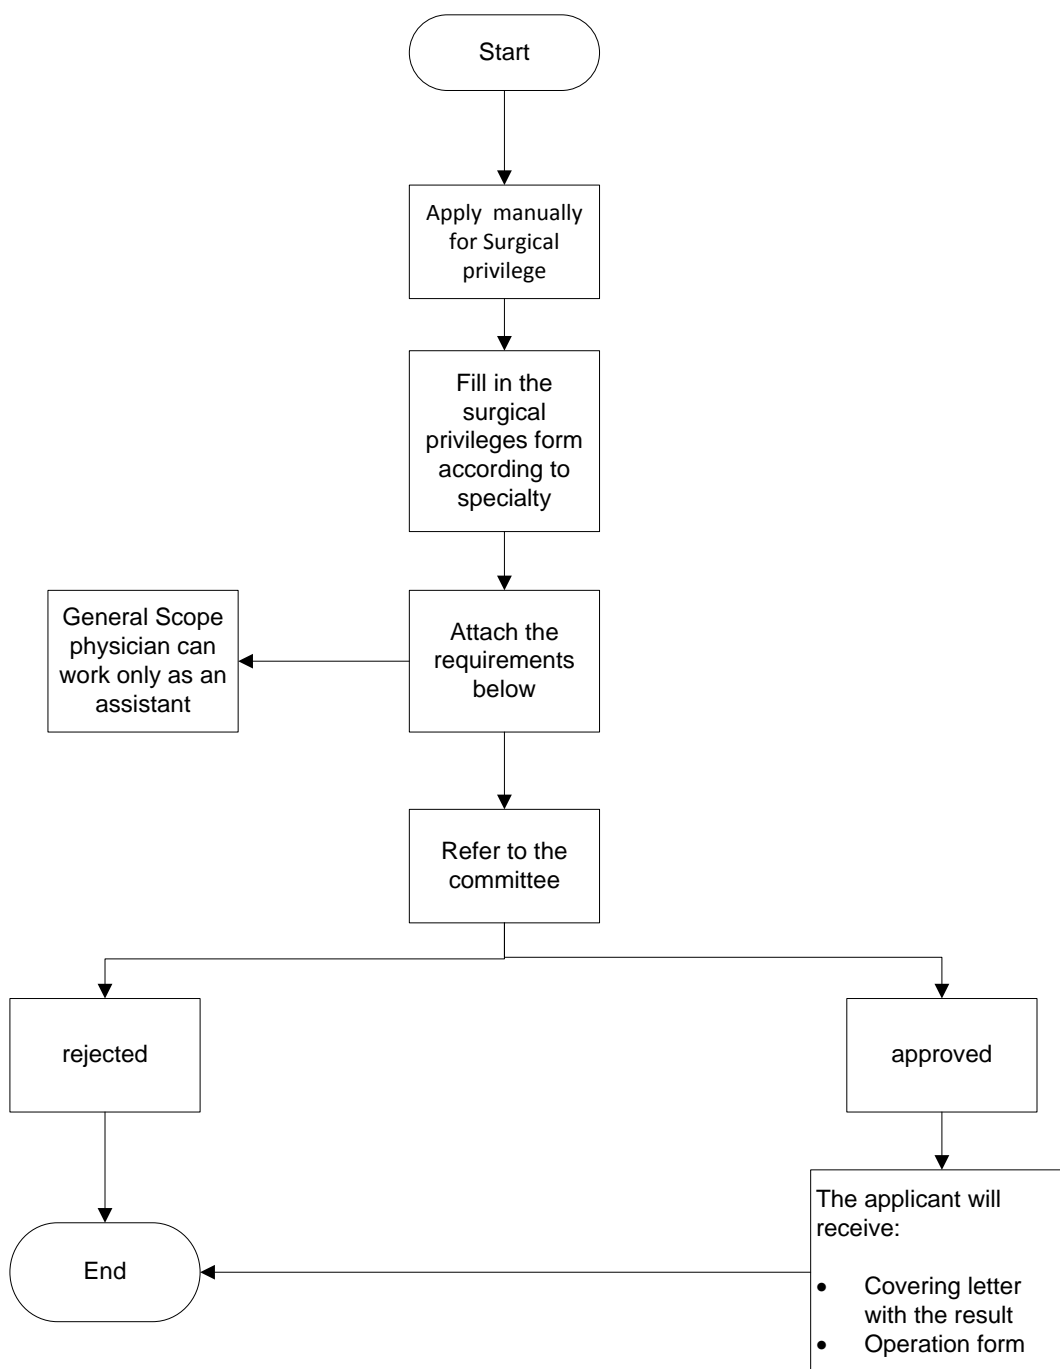 Start
Apply manually
for Surgical
privilege
Fill in the
surgical
privileges form
according to
specialty
General Scope
physician can
work only as an
assistant
Attach the
requirements
below
Refer to the
committee
rejected
approved
The applicant will
receive:
• Covering letter
with the result
• Operation form
End